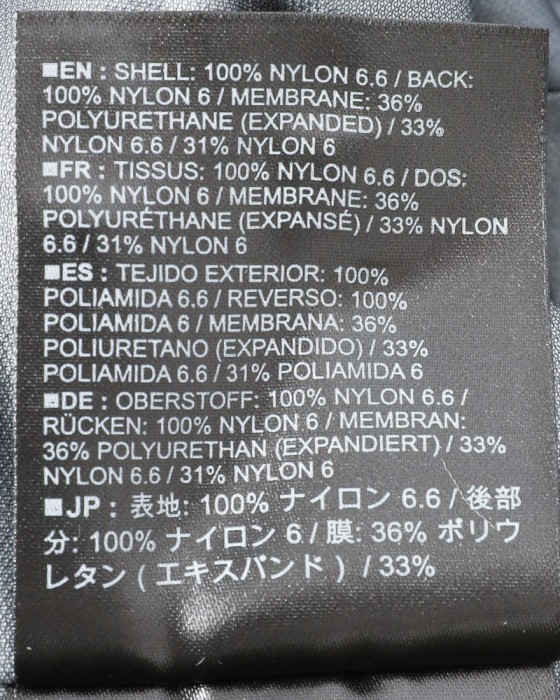 ■EN : SHELL: 100% NYLON 6.6 / BACK:
100% NYLON 6 / MEMBRANE: 36%
POLYURETHANE (EXPANDED) / 33%
NYLON 6.6 / 31% NYLON 6
■FR : TISSUS: 100% NYLON 6.6 / DOS:
100% NYLON 6 / MEMBRANE: 36%
POLYURÉTHANE (EXPANSÉ) / 33% NYLON
6.6 / 31% NYLON 6
■ES : TEJIDO EXTERIOR: 100%
POLIAMIDA 6.6 / REVERSO: 100%
POLIAMIDA 6 / MEMBRANA: 36%
POLIURETANO (EXPANDIDO) / 33%
POLIAMIDA 6.6 / 31% POLIAMIDA 6
■DE : OBERSTOFF: 100% NYLON 6.6 /
RÜCKEN: 100% NYLON 6 / MEMBRAN:
36% POLYURETHAN (EXPANDIERT) / 33%
NYLON 6.6 / 31% NYLON 6
■JP : 表地: 100% ナイロン 6.6 / 後部
分: 100% ナイロン 6 / 膜: 36% ポリウ
レタン ( エキスパンド ) / 33%